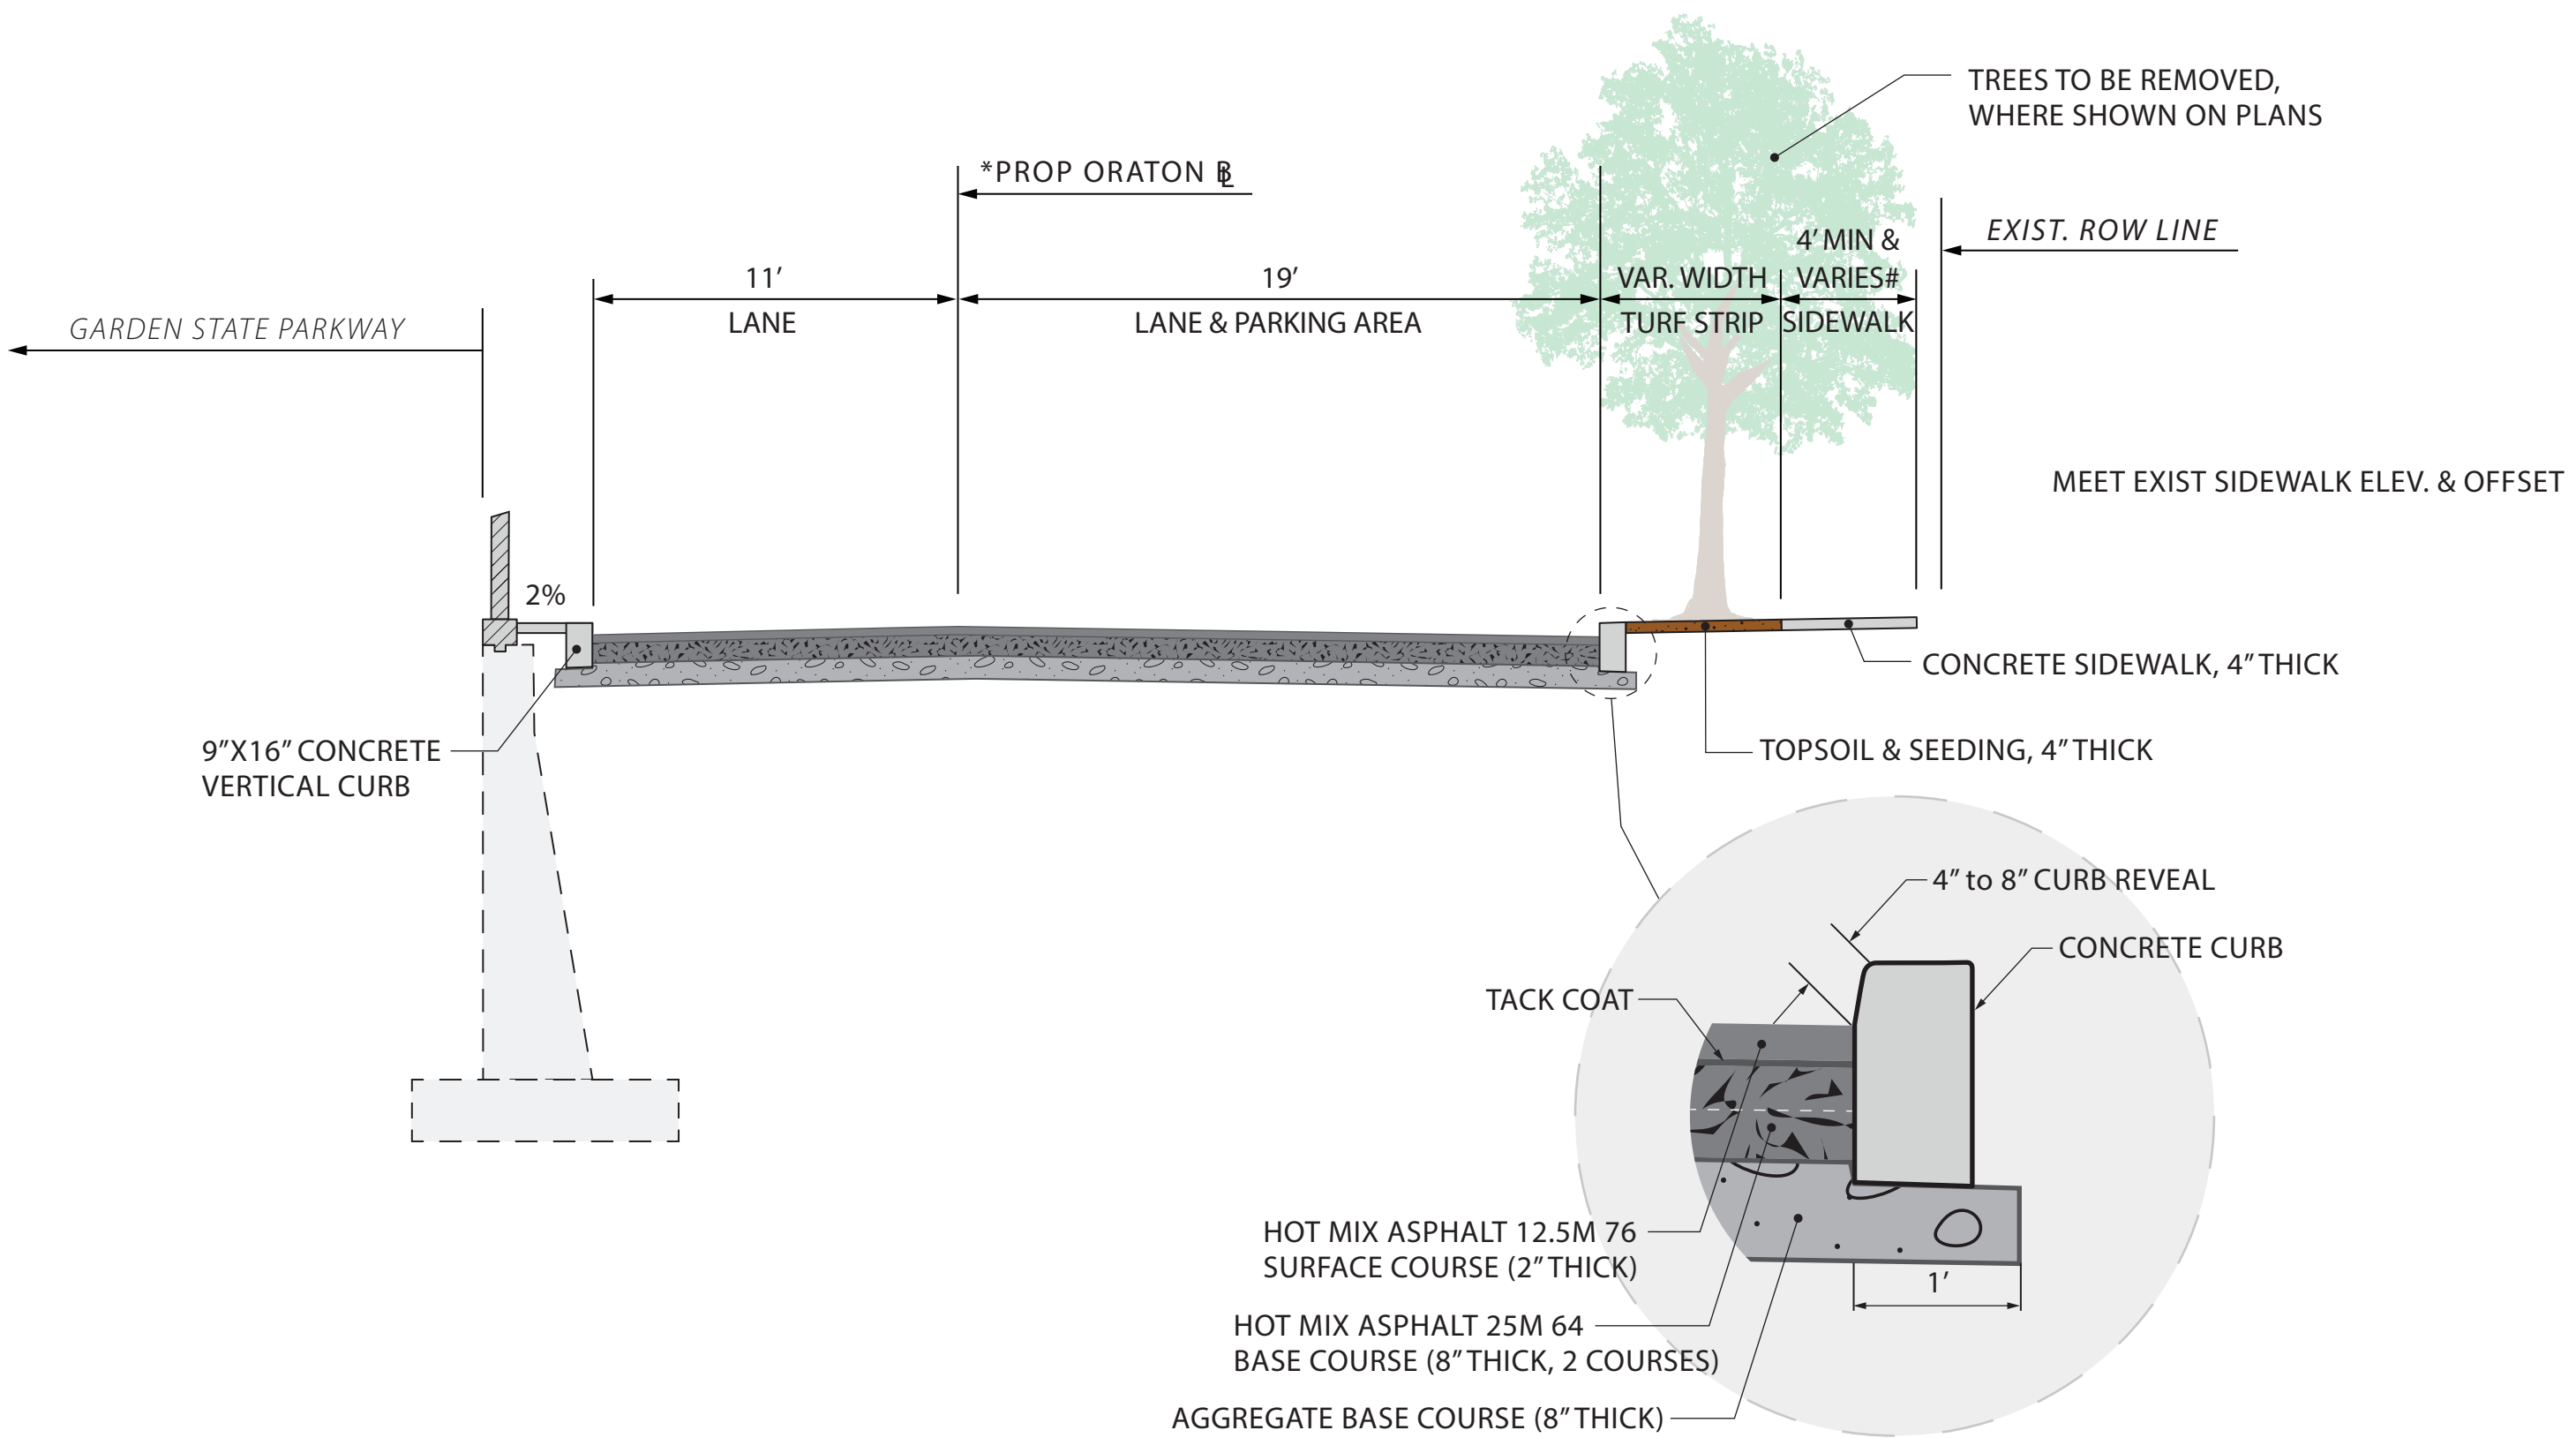 TREES TO BE REMOVED,
WHERE SHOWN ON PLANS
*PROP ORATON BL
EXIST. ROW LINE
GARDEN STATE PARKWAY
11’
LANE
19’
LANE & PARKING AREA
VAR. WIDTH
TURF STRIP
4’ MIN &
VARIES#
SIDEWALK
MEET EXIST SIDEWALK ELEV. & OFFSET
2%
CONCRETE SIDEWALK, 4” THICK
9”X16” CONCRETE
VERTICAL CURB
TOPSOIL & SEEDING, 4” THICK
4” to 8” CURB REVEAL
CONCRETE CURB
TACK COAT
HOT MIX ASPHALT 12.5M 76
SURFACE COURSE (2” THICK)
1’
HOT MIX ASPHALT 25M 64
BASE COURSE (8” THICK, 2 COURSES)
AGGREGATE BASE COURSE (8” THICK)